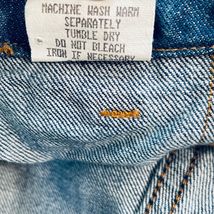 MACHINE WASH WARM
SEPARATELY
TUMBLE DRY
DO NOT BLEACH
IRON IF NECESSARY